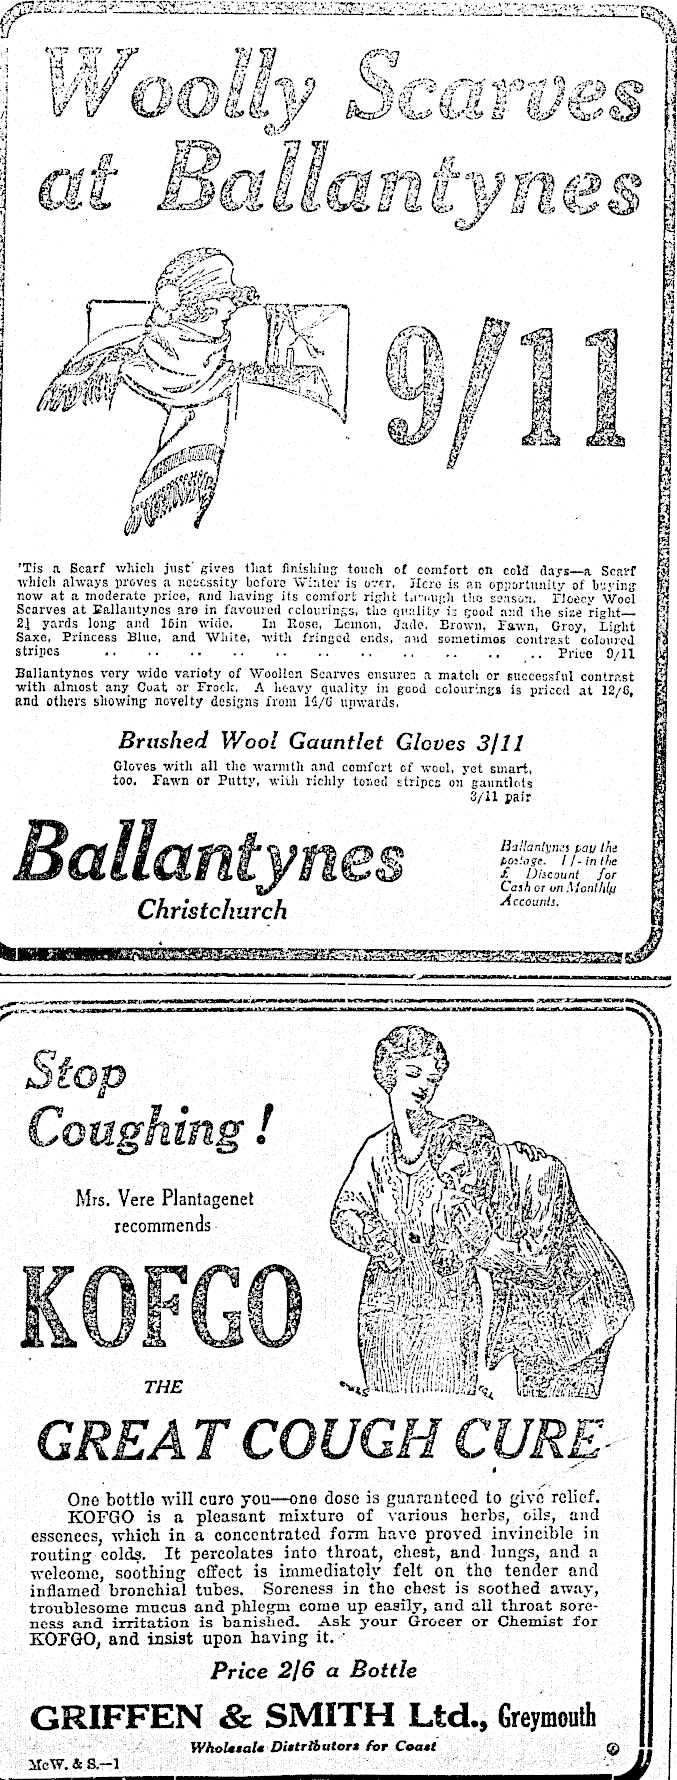 Woolly Scarves
at Ballantynes
9/11
'Tis a Scarf which just gives that finishing touch of comfort on cold days—a Scarf
which always proves a necessity before Winter is over. Here is an opportunity of buying
now at a moderate price, and having its comfort right through the season. Fleecy Wool
Scarves at Ballantynes are in favoured colourings, the quality is good and the size right—
2¼ yards long and 15in wide. In Rose, Lemon, Jade, Brown, Fawn, Grey, Light
Saxe, Princess Blue, and White, with fringed ends, and sometimes contrast coloured
stripes .. .. .. .. .. .. .. .. .. .. .. Price 9/11
Ballantynes very wide variety of Woollen Scarves ensures a match or successful contrast
with almost any Coat or Frock. A heavy quality in good colourings is priced at 12/6,
and others showing novelty designs from 14/6 upwards.
Brushed Wool Gauntlet Gloves 3/11
Gloves with all the warmth and comfort of wool, yet smart,
too. Fawn or Putty, with richly toned stripes on gauntlets
3/11 pair
Ballantynes
Christchurch
Ballantynes pay the
postage. 1/- in the
£ Discount for
Cash or on Monthly
Accounts.
Stop
Coughing!
Mrs. Vere Plantagenet
recommends
KOFGO
THE
GREAT COUGH CURE
One bottle will cure you—one dose is guaranteed to give relief.
KOFGO is a pleasant mixture of various herbs, oils, and
essences, which in a concentrated form have proved invincible in
routing colds. It percolates into throat, chest, and lungs, and a
welcome, soothing effect is immediately felt on the tender and
inflamed bronchial tubes. Soreness in the chest is soothed away,
troublesome mucus and phlegm come up easily, and all throat sore-
ness and irritation is banished. Ask your Grocer or Chemist for
KOFGO, and insist upon having it.
Price 2/6 a Bottle
GRIFFEN & SMITH Ltd., Greymouth
Wholesale Distributors for Coast
McW. & S.—1